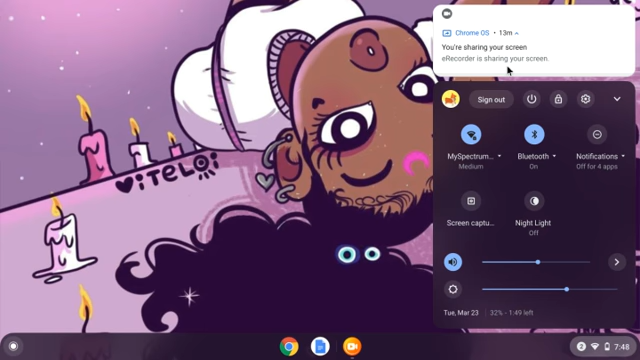 Chrome OS • 13m
You're sharing your screen
eRecorder is sharing your screen.
Sign out
MySpectrum...
Medium
Bluetooth
On
Notifications
Off for 4 apps
Screen captu...
Night Light
Off
Tue, Mar 23 32% - 1:49 left
ViTELOi
2 7:48